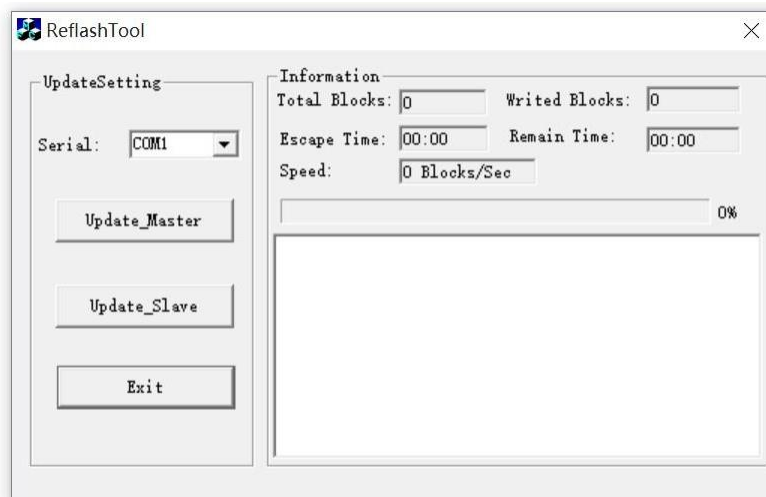 ReflashTool
UpdateSetting
Serial: COM1
Update_Master
Update_Slave
Exit
Information
Total Blocks: 0 Writed Blocks: 0
Escape Time: 00:00 Remain Time: 00:00
Speed: 0 Blocks/Sec
0%